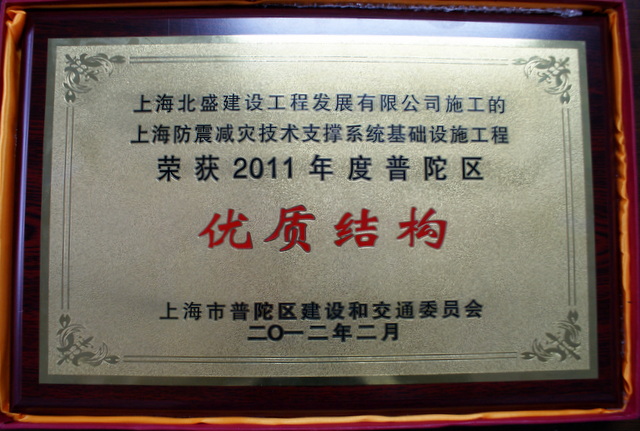 上海北盛建设工程发展有限公司施工的
上海防震减灾技术支撑系统基础设施工程
荣获2011年度普陀区
优质结构
上海市普陀区建设和交通委员会
二〇一二年二月